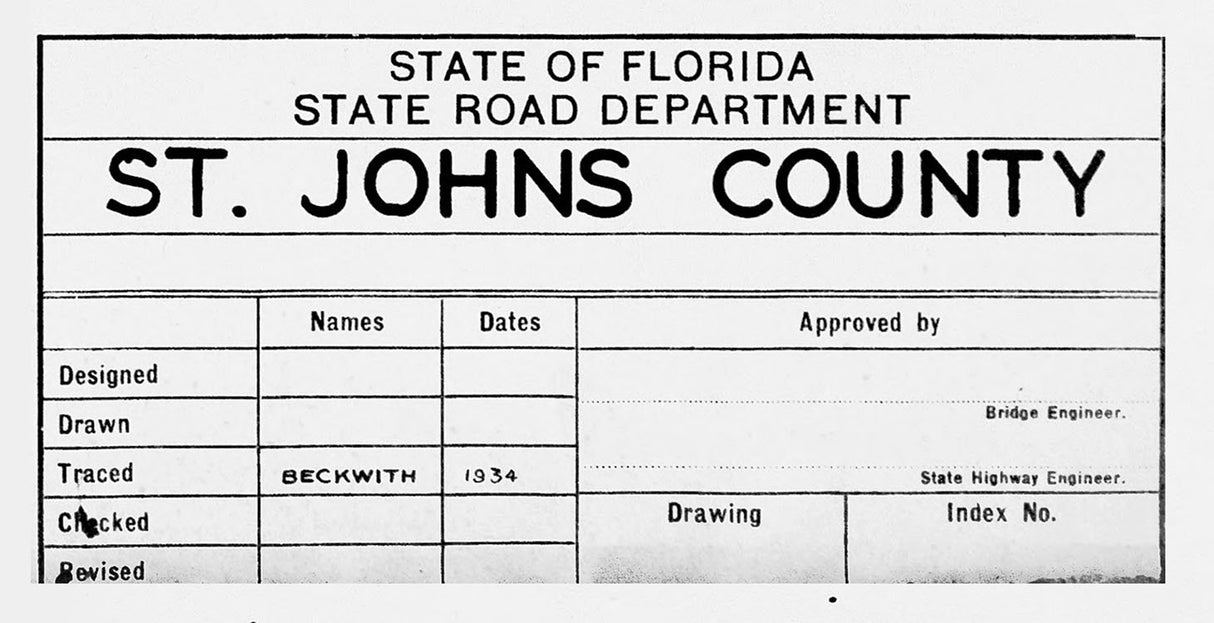 STATE OF FLORIDA
STATE ROAD DEPARTMENT
ST. JOHNS COUNTY
Names Dates Approved by
Designed
Bridge Engineer.
Drawn
Traced BECKWITH 1934
State Highway Engineer.
Checked
Drawing Index No.
Revised